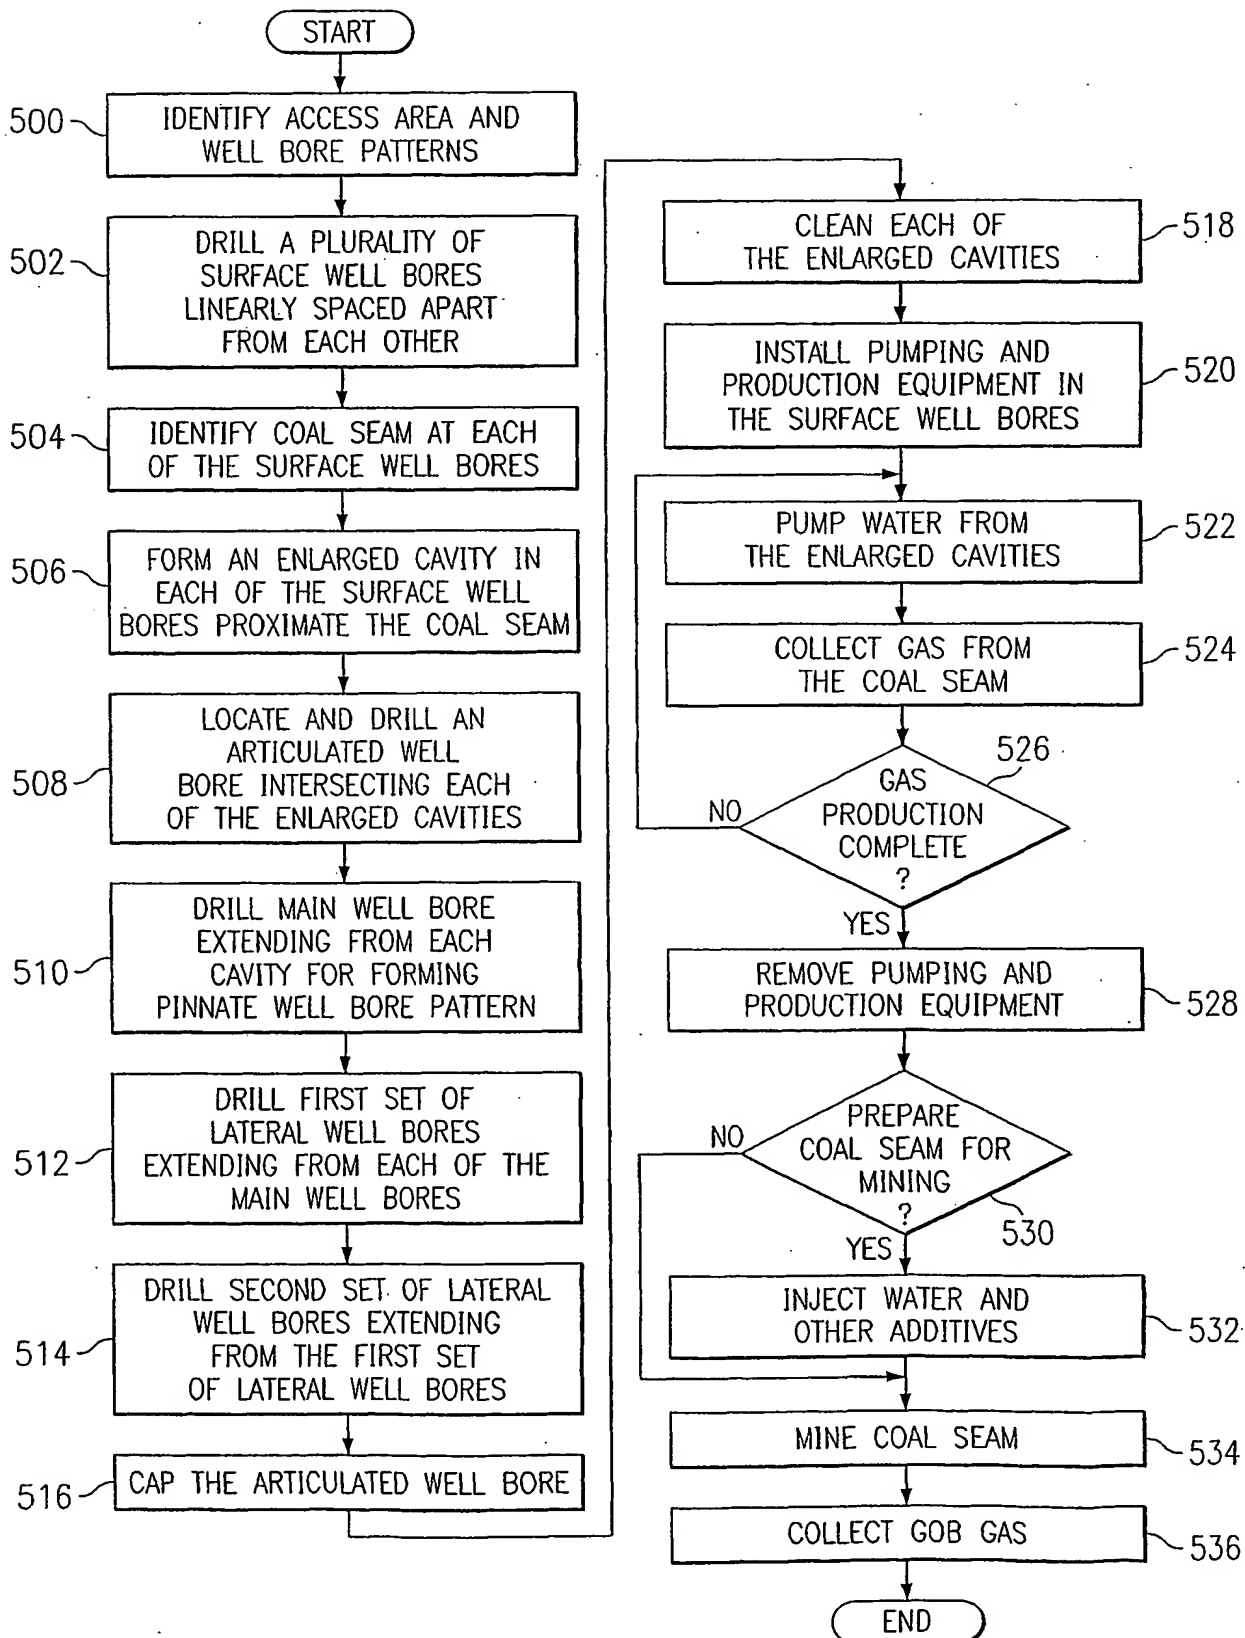 START
500
IDENTIFY ACCESS AREA AND
WELL BORE PATTERNS
502
DRILL A PLURALITY OF
SURFACE WELL BORES
LINEARLY SPACED APART
FROM EACH OTHER
504
IDENTIFY COAL SEAM AT EACH
OF THE SURFACE WELL BORES
506
FORM AN ENLARGED CAVITY IN
EACH OF THE SURFACE WELL
BORES PROXIMATE THE COAL SEAM
508
LOCATE AND DRILL AN
ARTICULATED WELL
BORE INTERSECTING EACH
OF THE ENLARGED CAVITIES
510
DRILL MAIN WELL BORE
EXTENDING FROM EACH
CAVITY FOR FORMING
PINNATE WELL BORE PATTERN
512
DRILL FIRST SET OF
LATERAL WELL BORES
EXTENDING FROM EACH OF THE
MAIN WELL BORES
514
DRILL SECOND SET OF LATERAL
WELL BORES EXTENDING
FROM THE FIRST SET
OF LATERAL WELL BORES
516
CAP THE ARTICULATED WELL BORE
CLEAN EACH OF
THE ENLARGED CAVITIES
518
INSTALL PUMPING AND
PRODUCTION EQUIPMENT IN
THE SURFACE WELL BORES
520
PUMP WATER FROM
THE ENLARGED CAVITIES
522
COLLECT GAS FROM
THE COAL SEAM
524
GAS
PRODUCTION
COMPLETE
?
526
NO
YES
REMOVE PUMPING AND
PRODUCTION EQUIPMENT
528
PREPARE
COAL SEAM FOR
MINING
?
530
NO
YES
INJECT WATER AND
OTHER ADDITIVES
532
MINE COAL SEAM
534
COLLECT GOB GAS
536
END